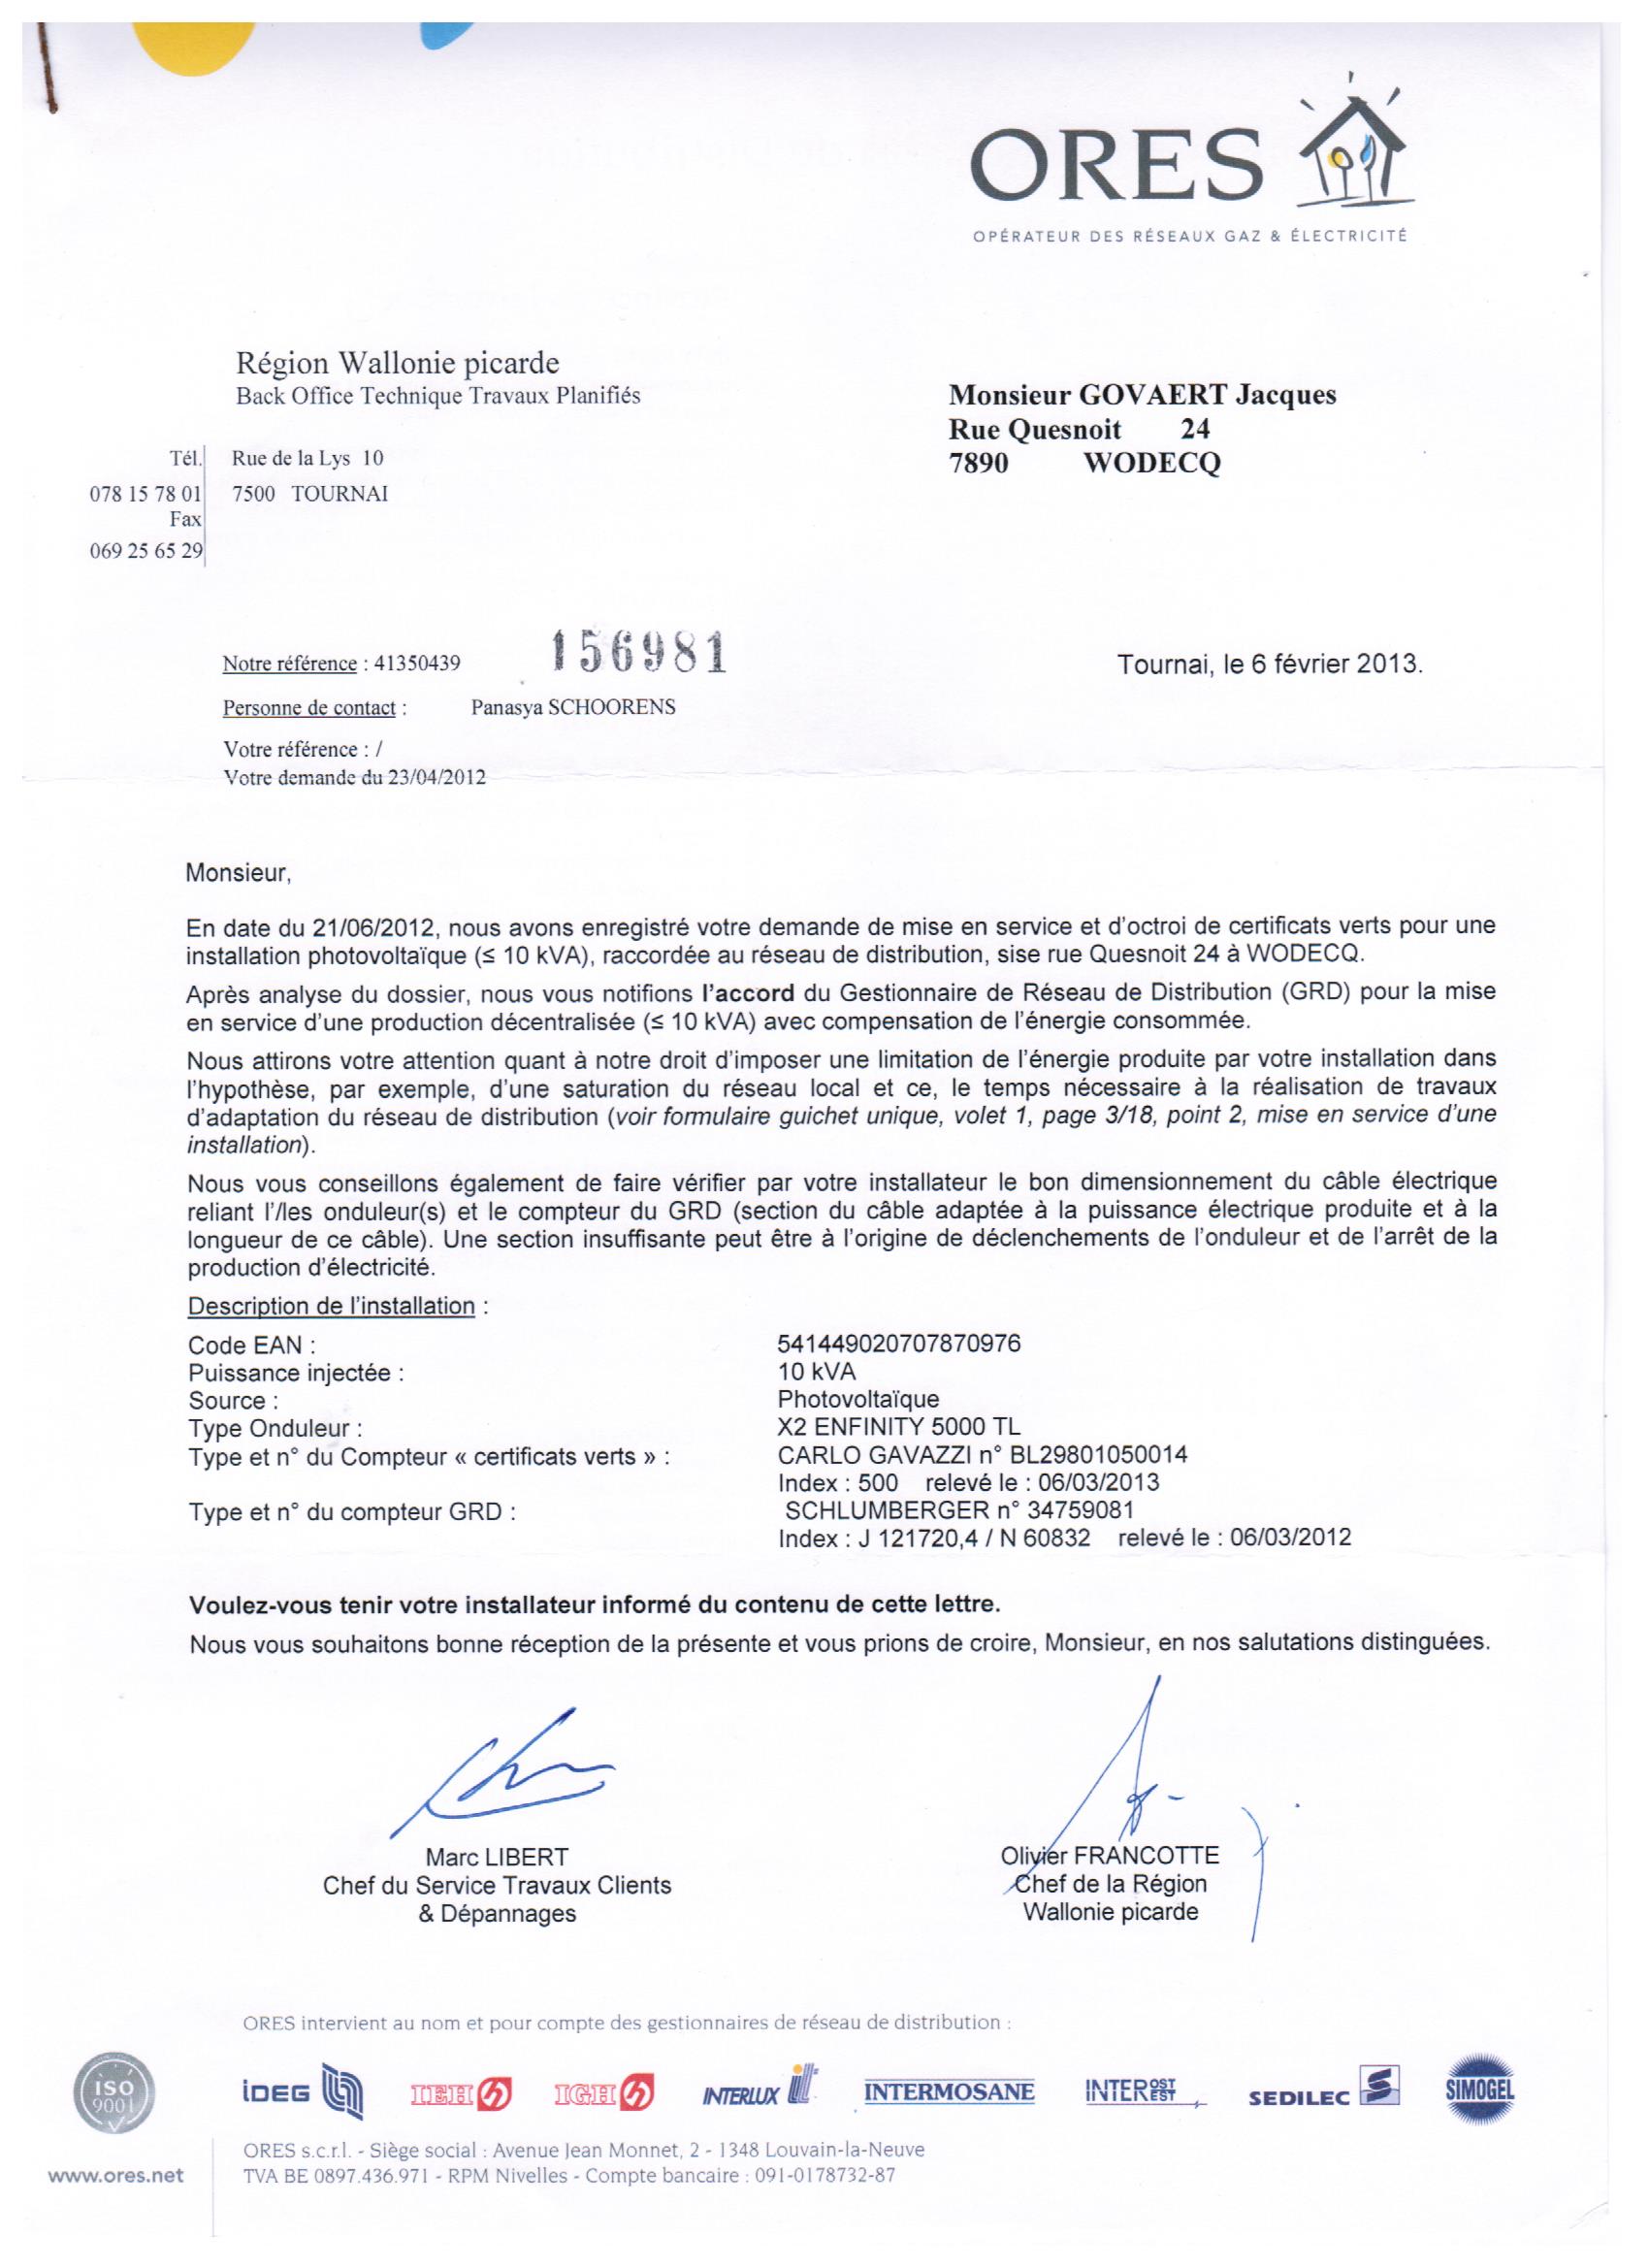 ORES
OPÉRATEUR DES RÉSEAUX GAZ & ÉLECTRICITÉ
Région Wallonie picarde
Back Office Technique Travaux Planifiés
Monsieur GOVAERT Jacques
Rue Quesnoit 24
7890 WODECQ
Tél. Rue de la Lys 10
078 15 78 01 7500 TOURNAI
Fax
069 25 65 29
Notre référence : 41350439 156981 Tournai, le 6 février 2013.
Personne de contact : Panasya SCHOORENS
Votre référence : /
Votre demande du 23/04/2012
Monsieur,
En date du 21/06/2012, nous avons enregistré votre demande de mise en service et d'octroi de certificats verts pour une
installation photovoltaïque (≤ 10 kVA), raccordée au réseau de distribution, sise rue Quesnoit 24 à WODECQ.
Après analyse du dossier, nous vous notifions l'accord du Gestionnaire de Réseau de Distribution (GRD) pour la mise
en service d'une production décentralisée (≤ 10 kVA) avec compensation de l'énergie consommée.
Nous attirons votre attention quant à notre droit d'imposer une limitation de l'énergie produite par votre installation dans
l'hypothèse, par exemple, d'une saturation du réseau local et ce, le temps nécessaire à la réalisation de travaux
d'adaptation du réseau de distribution (voir formulaire guichet unique, volet 1, page 3/18, point 2, mise en service d'une
installation).
Nous vous conseillons également de faire vérifier par votre installateur le bon dimensionnement du câble électrique
reliant l'/les onduleur(s) et le compteur du GRD (section du câble adaptée à la puissance électrique produite et à la
longueur de ce câble). Une section insuffisante peut être à l'origine de déclenchements de l'onduleur et de l'arrêt de la
production d'électricité.
Description de l'installation :
Code EAN : 541449020707870976
Puissance injectée : 10 kVA
Source : Photovoltaïque
Type Onduleur : X2 ENFINITY 5000 TL
Type et n° du Compteur « certificats verts » : CARLO GAVAZZI n° BL29801050014
Index : 500 relevé le : 06/03/2013
Type et n° du compteur GRD : SCHLUMBERGER n° 34759081
Index : J 121720,4 / N 60832 relevé le : 06/03/2012
Voulez-vous tenir votre installateur informé du contenu de cette lettre.
Nous vous souhaitons bonne réception de la présente et vous prions de croire, Monsieur, en nos salutations distinguées.
Marc LIBERT
Chef du Service Travaux Clients
& Dépannages
Olivier FRANCOTTE
Chef de la Région
Wallonie picarde
ORES intervient au nom et pour compte des gestionnaires de réseau de distribution :
ISO
9001
IDEG IEH IGH INTERLUX INTERMOSANE INTEROST EST SEDILEC SIMOGEL
ORES s.c.r.l. - Siège social : Avenue Jean Monnet, 2 - 1348 Louvain-la-Neuve
www.ores.net TVA BE 0897.436.971 - RPM Nivelles - Compte bancaire : 091-0178732-87